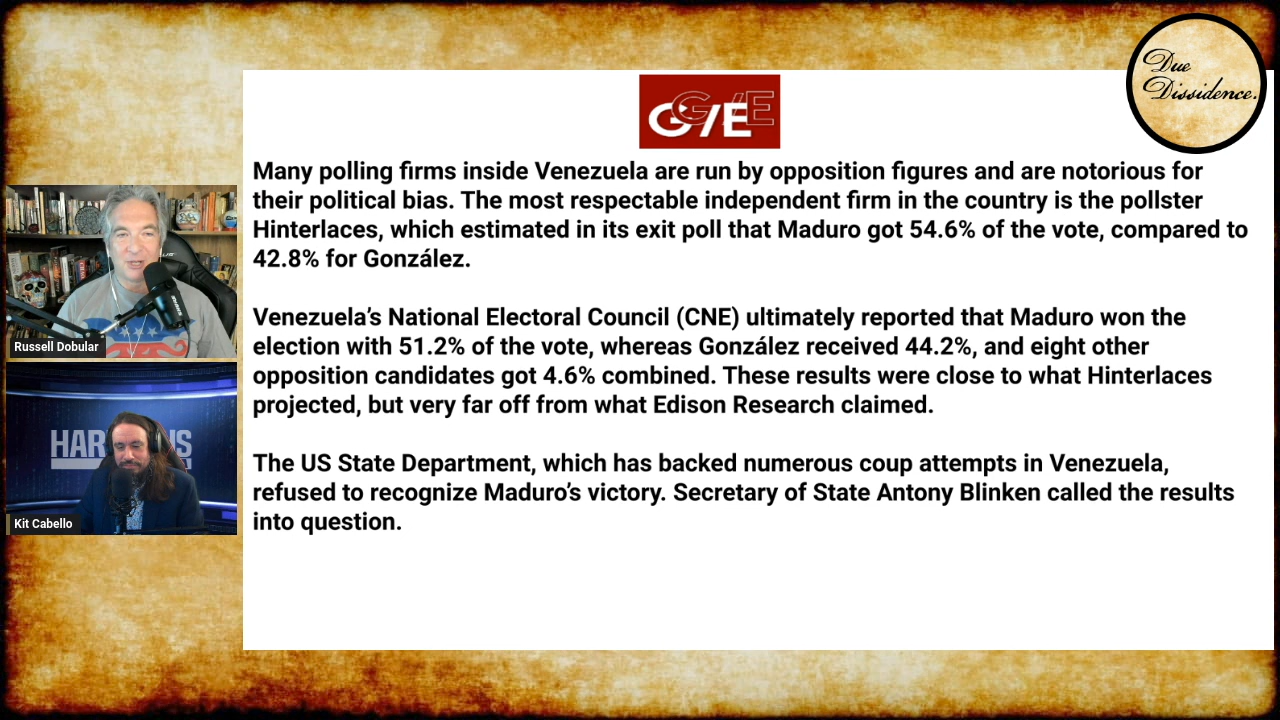 Due
Dissidence.
G/E
G/E
Many polling firms inside Venezuela are run by opposition figures and are notorious for
their political bias. The most respectable independent firm in the country is the pollster
Hinterlaces, which estimated in its exit poll that Maduro got 54.6% of the vote, compared to
42.8% for González.
Venezuela’s National Electoral Council (CNE) ultimately reported that Maduro won the
election with 51.2% of the vote, whereas González received 44.2%, and eight other
opposition candidates got 4.6% combined. These results were close to what Hinterlaces
projected, but very far off from what Edison Research claimed.
The US State Department, which has backed numerous coup attempts in Venezuela,
refused to recognize Maduro’s victory. Secretary of State Antony Blinken called the results
into question.
Russell Dobular
HAR US
Kit Cabello